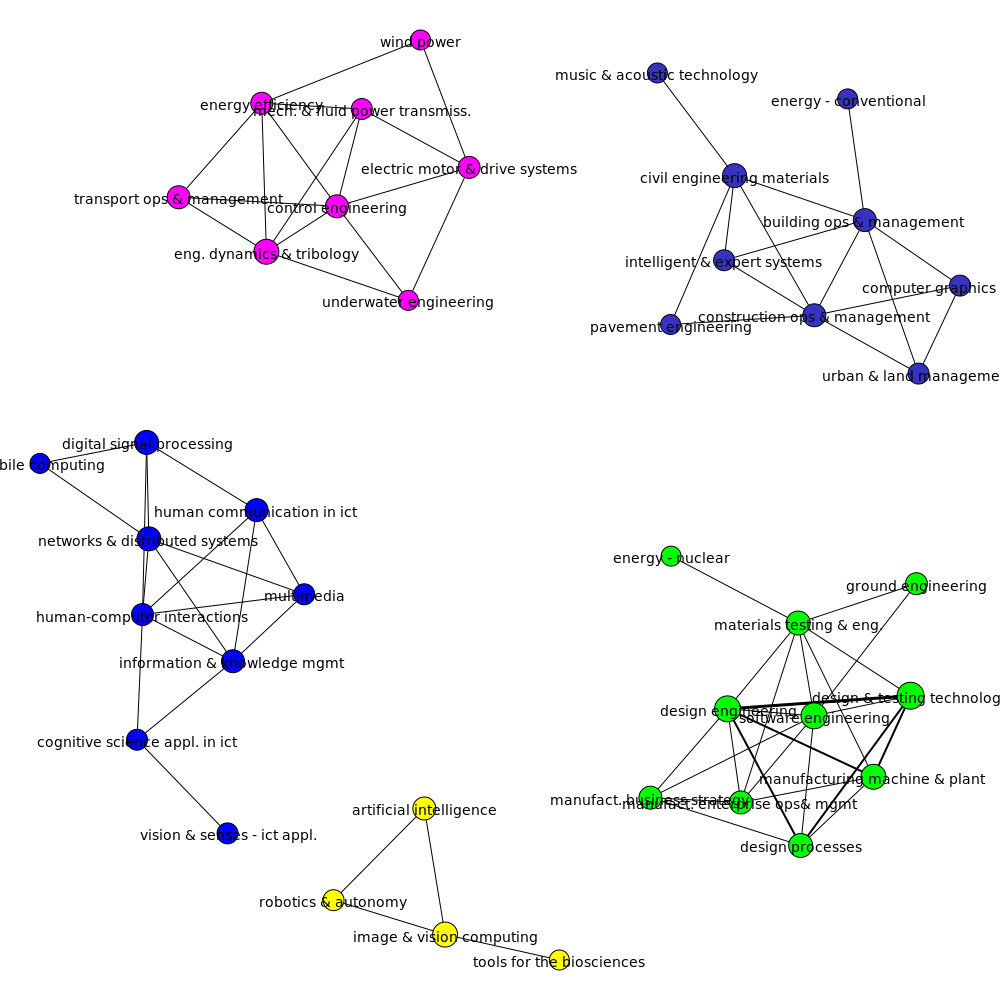 wind power
music & acoustic technology
energy - conventional
energy efficiency
mech. & fluid power transmiss.
electric motor & drive systems
civil engineering materials
transport ops & management
control engineering
building ops & management
eng. dynamics & tribology
intelligent & expert systems
computer graphics
underwater engineering
construction ops & management
pavement engineering
urban & land manageme
digital signal processing
bile computing
human communication in ict
networks & distributed systems
energy - nuclear
ground engineering
multimedia
human-computer interactions
materials testing & eng.
information & knowledge mgmt
design & testing technolog
design engineering
software engineering
cognitive science appl. in ict
manufacturing machine & plant
manufact. business strategy
manufact. enterprise ops& mgmt
artificial intelligence
vision & senses - ict appl.
design processes
robotics & autonomy
image & vision computing
tools for the biosciences